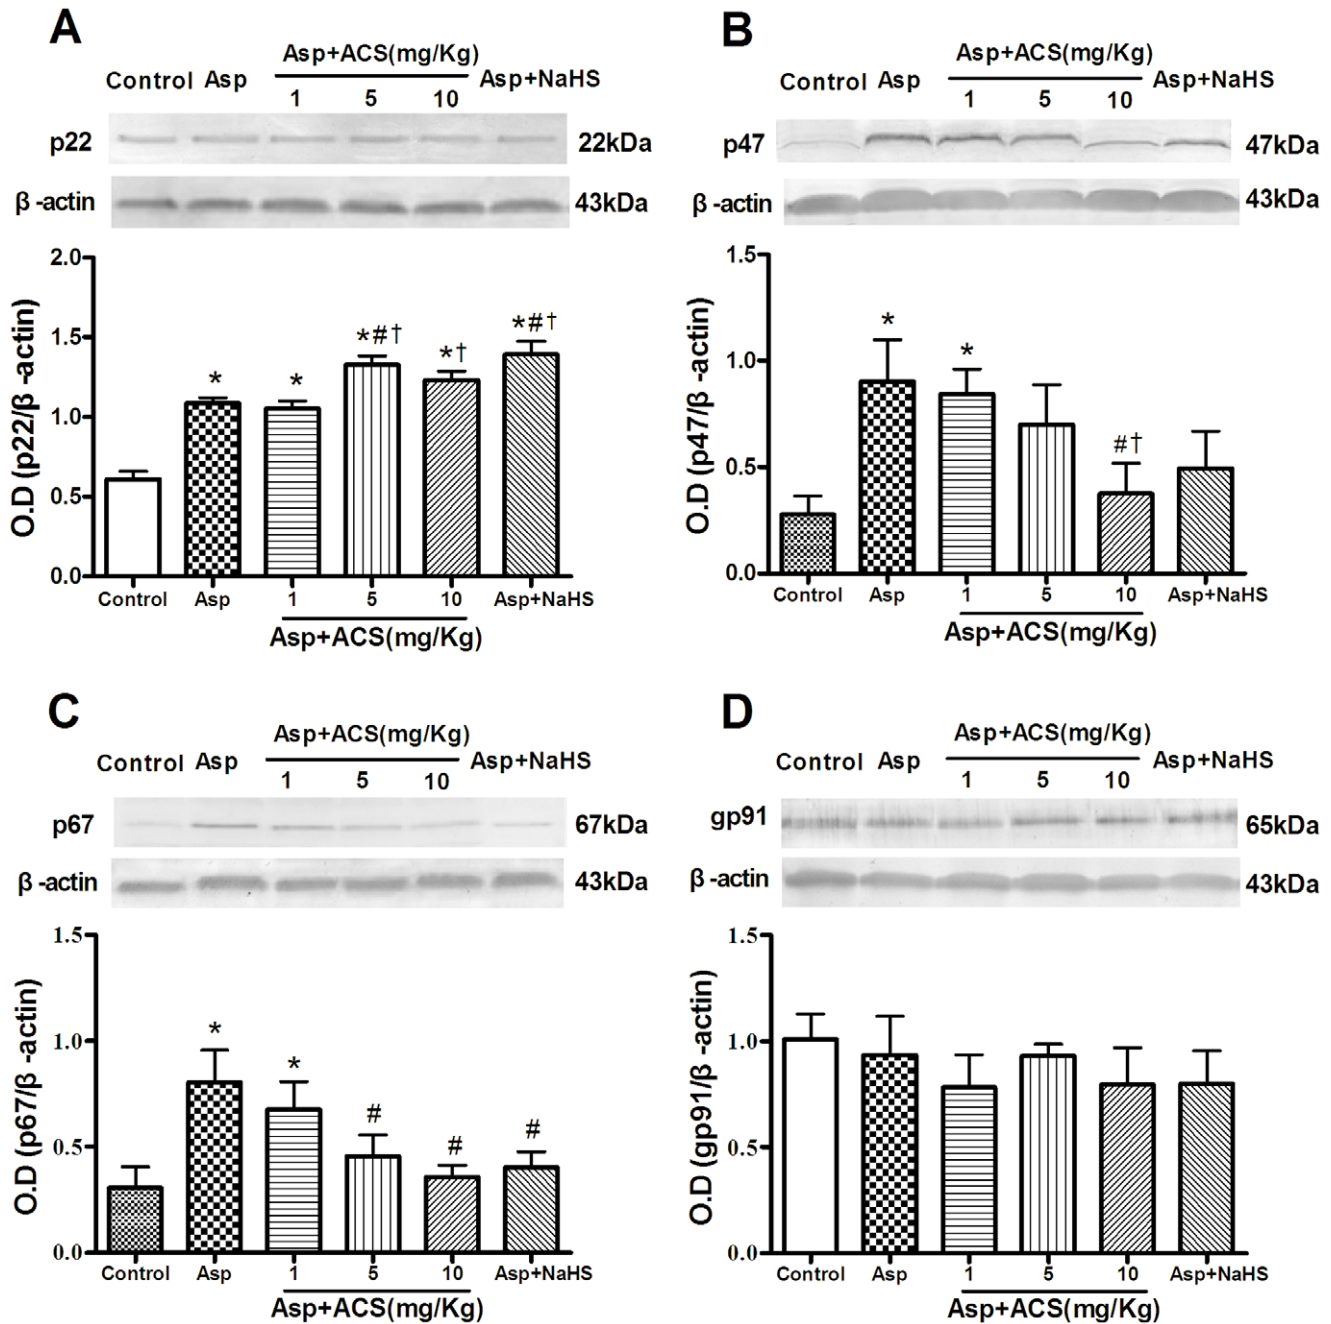 A
Asp+ACS(mg/Kg)
Control Asp Asp+NaHS
1 5 10
p22 22kDa
β -actin 43kDa
O.D (p22/β -actin)
2.0
1.5
1.0
0.5
0.0
* * *#† *† *#†
Control Asp 1 5 10 Asp+NaHS
Asp+ACS(mg/Kg)
B
Asp+ACS(mg/Kg)
Control Asp Asp+NaHS
1 5 10
p47 47kDa
β -actin 43kDa
O.D (p47/β -actin)
1.5
1.0
0.5
0.0
* * #†
Control Asp 1 5 10 Asp+NaHS
Asp+ACS(mg/Kg)
C
Asp+ACS(mg/Kg)
Control Asp Asp+NaHS
1 5 10
p67 67kDa
β -actin 43kDa
O.D (p67/β -actin)
1.5
1.0
0.5
0.0
* * # # #
Control Asp 1 5 10 Asp+NaHS
Asp+ACS(mg/Kg)
D
Asp+ACS(mg/Kg)
Control Asp Asp+NaHS
1 5 10
gp91 65kDa
β -actin 43kDa
O.D (gp91/β -actin)
1.5
1.0
0.5
0.0
Control Asp 1 5 10 Asp+NaHS
Asp+ACS(mg/Kg)